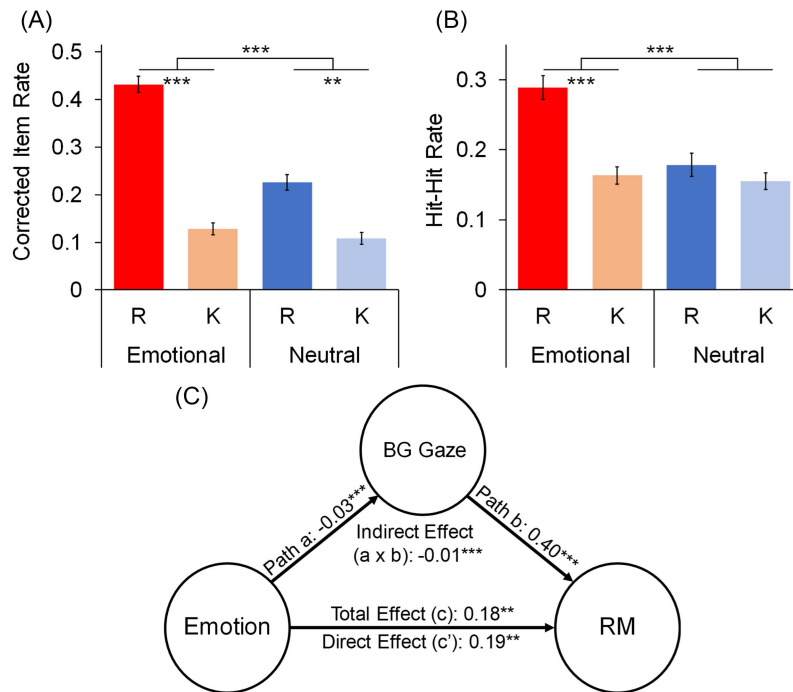 (A)
Corrected Item Rate
0.5
0.4
0.3
0.2
0.1
0
***
***
**
R K R K
Emotional Neutral
(B)
Hit-Hit Rate
0.3
0.2
0.1
0
***
***
R K R K
Emotional Neutral
(C)
BG Gaze
Path a: -0.03***
Path b: 0.40***
Indirect Effect
(a x b): -0.01***
Emotion
Total Effect (c): 0.18**
Direct Effect (c'): 0.19**
RM